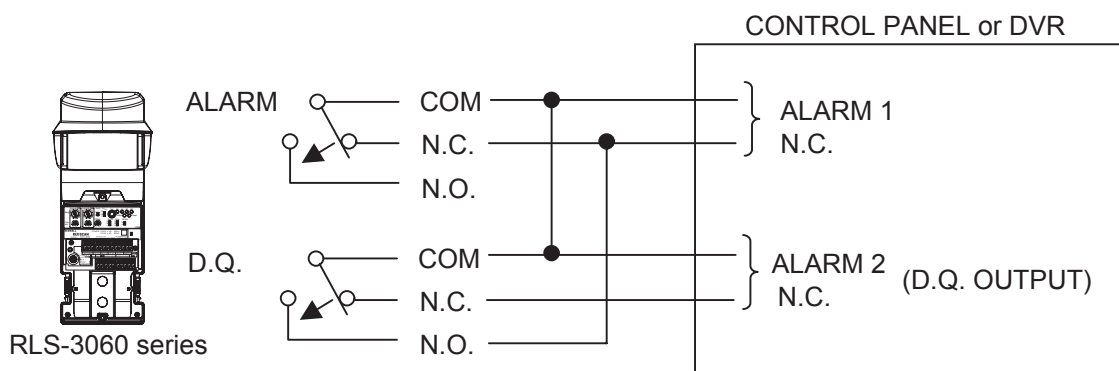 CONTROL PANEL or DVR
ALARM
COM
N.C.
N.O.
ALARM 1
N.C.
D.Q.
COM
N.C.
N.O.
ALARM 2
N.C.
(D.Q. OUTPUT)
RLS-3060 series